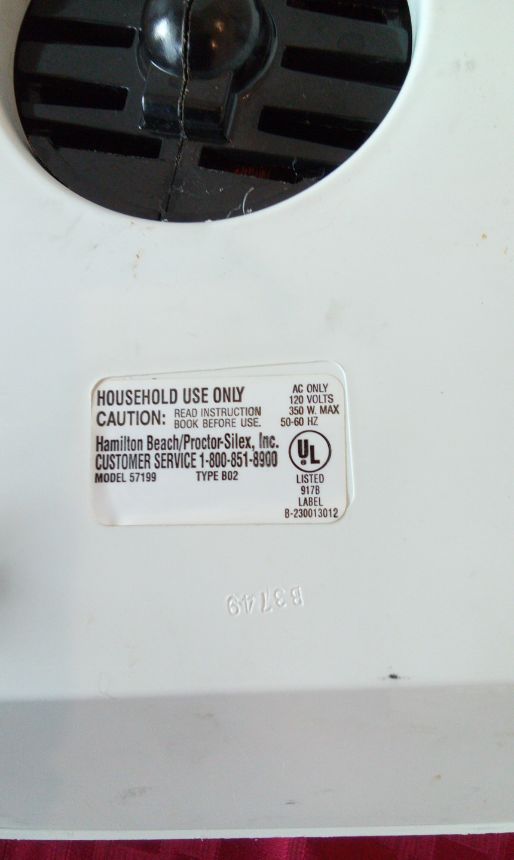 HOUSEHOLD USE ONLY
CAUTION: READ INSTRUCTION
BOOK BEFORE USE.
Hamilton Beach/Proctor-Silex, Inc.
CUSTOMER SERVICE 1-800-851-8900
MODEL 57199 TYPE B02
AC ONLY
120 VOLTS
350 W. MAX
50-60 HZ
UL
LISTED
917B
LABEL
B-230013012
B3749